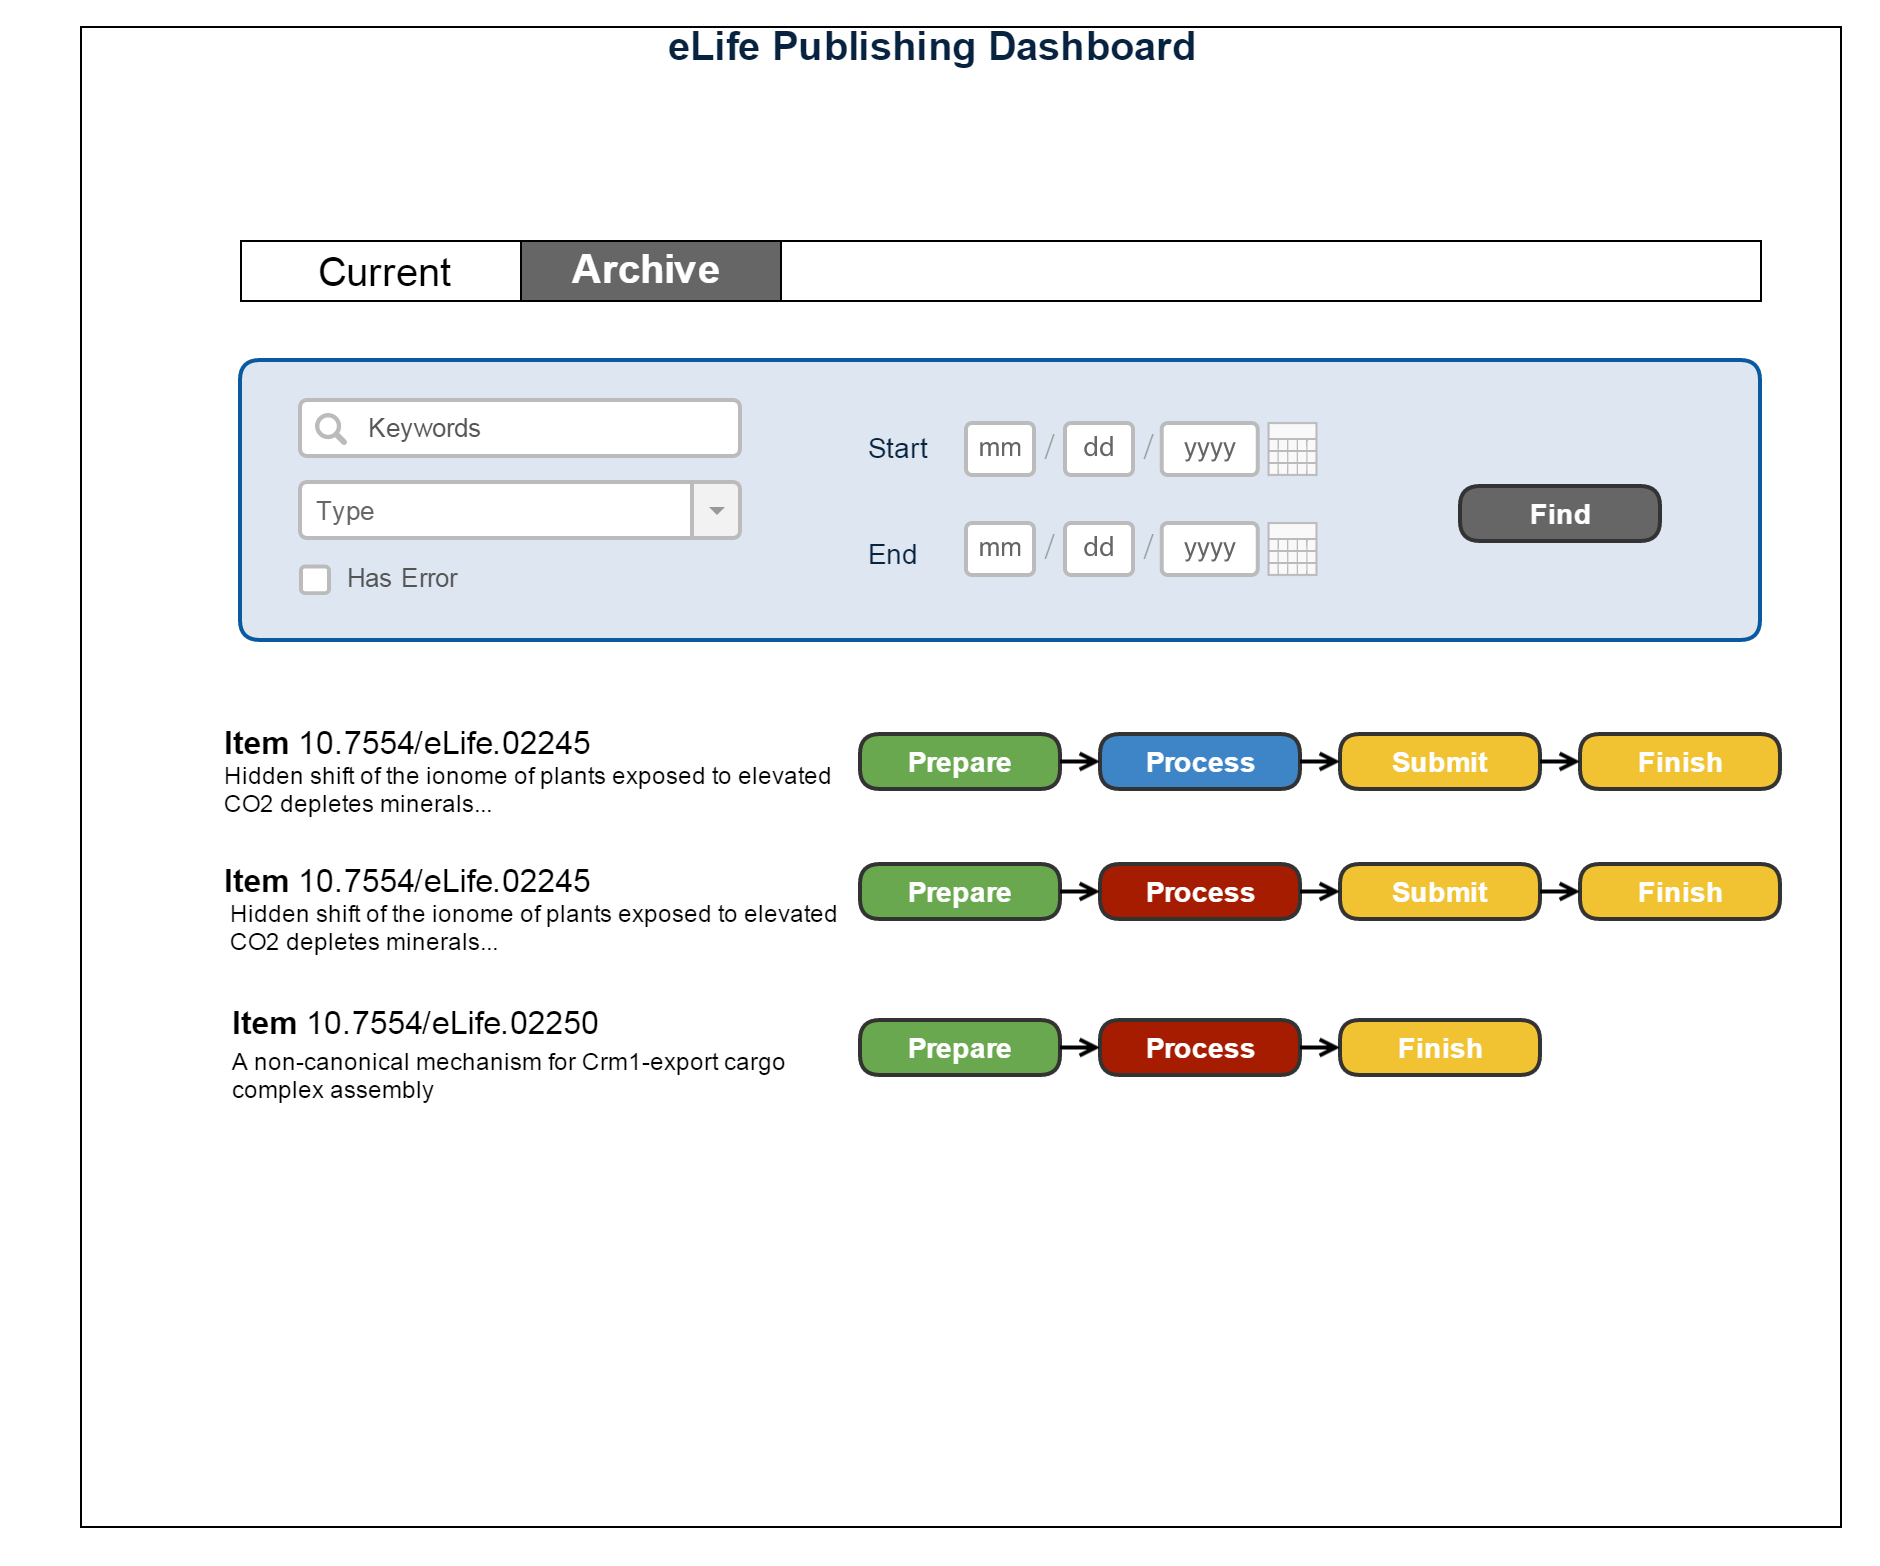 eLife Publishing Dashboard
Current Archive
Keywords
Type
Has Error
Start mm / dd / yyyy
End mm / dd / yyyy
Find
Item 10.7554/eLife.02245
Hidden shift of the ionome of plants exposed to elevated
CO2 depletes minerals...
Prepare Process Submit Finish
Item 10.7554/eLife.02245
Hidden shift of the ionome of plants exposed to elevated
CO2 depletes minerals...
Prepare Process Submit Finish
Item 10.7554/eLife.02250
A non-canonical mechanism for Crm1-export cargo
complex assembly
Prepare Process Finish